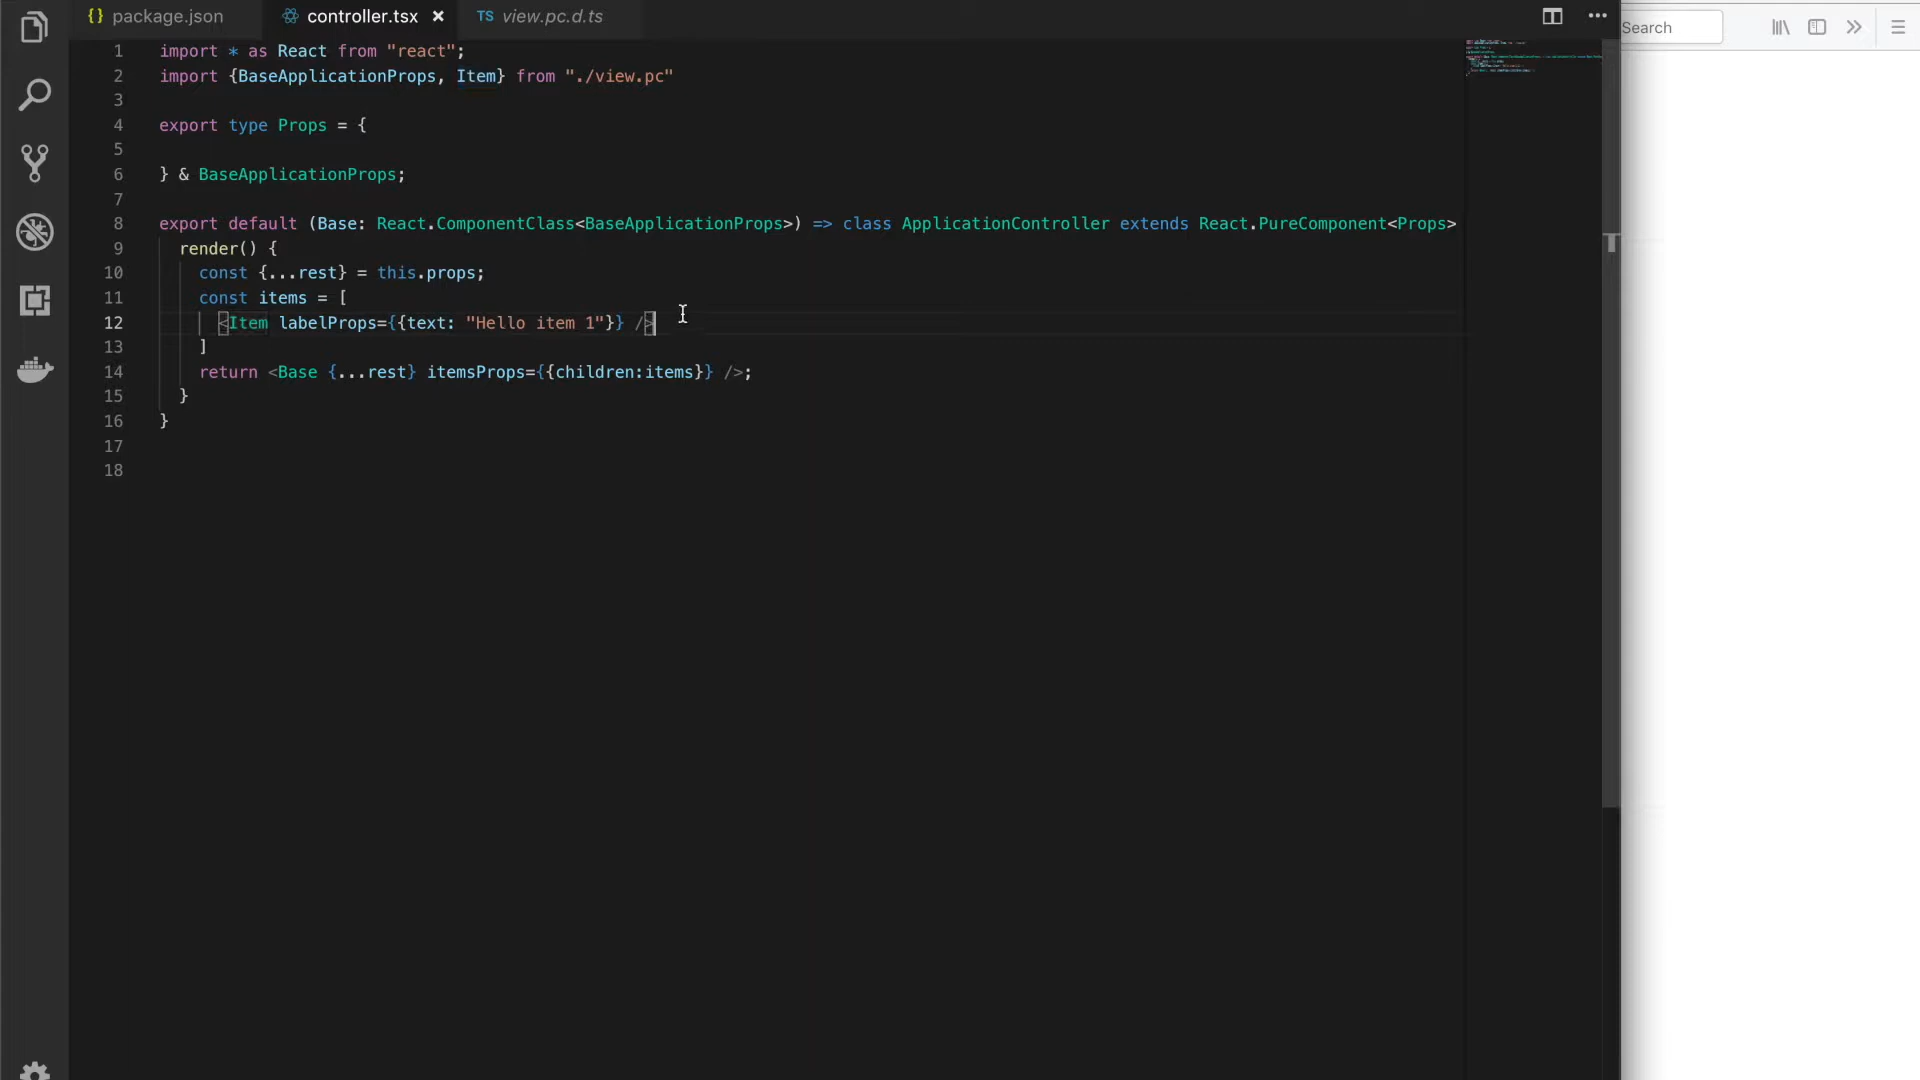 {} package.json
controller.tsx ×
TS view.pc.d.ts
Search
1 import * as React from "react";
2 import {BaseApplicationProps, Item} from "./view.pc"
3
4 export type Props = {
5
6 } & BaseApplicationProps;
7
8 export default (Base: React.ComponentClass<BaseApplicationProps>) => class ApplicationController extends React.PureComponent<Props>
9 render() {
10 const {...rest} = this.props;
11 const items = [
12 <Item labelProps={{text: "Hello item 1"}} />
13 ]
14 return <Base {...rest} itemsProps={{children:items}} />;
15 }
16 }
17
18